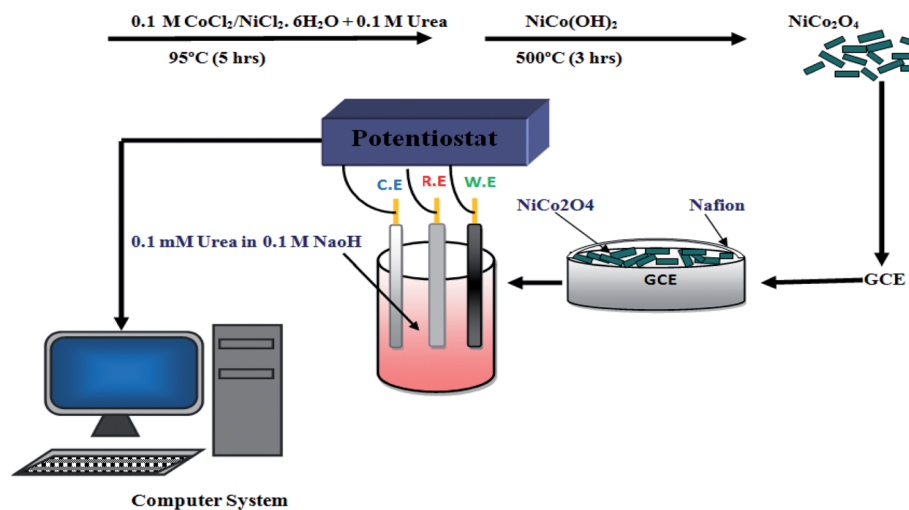 0.1 M CoCl₂/NiCl₂. 6H₂O + 0.1 M Urea
95°C (5 hrs)
NiCo(OH)₂
500°C (3 hrs)
NiCo₂O₄
Potentiostat
C.E
R.E
W.E
0.1 mM Urea in 0.1 M NaoH
NiCo2O4
Nafion
GCE
GCE
Computer System